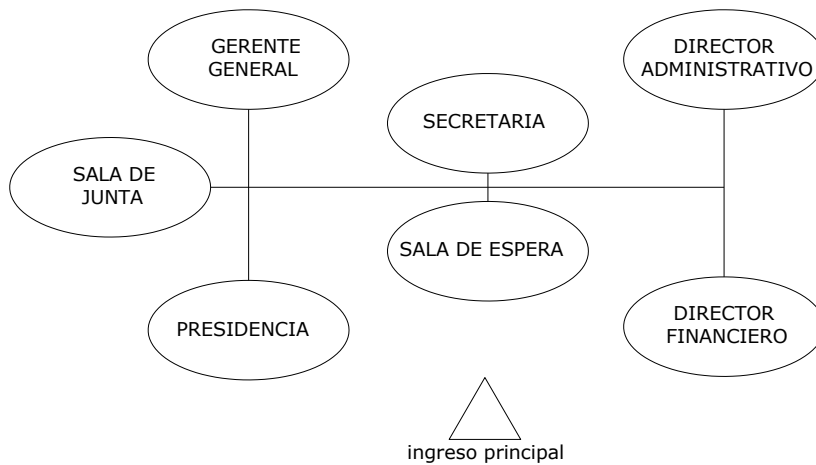 GERENTE
GENERAL
DIRECTOR
ADMINISTRATIVO
SECRETARIA
SALA DE
JUNTA
SALA DE ESPERA
PRESIDENCIA
DIRECTOR
FINANCIERO
ingreso principal